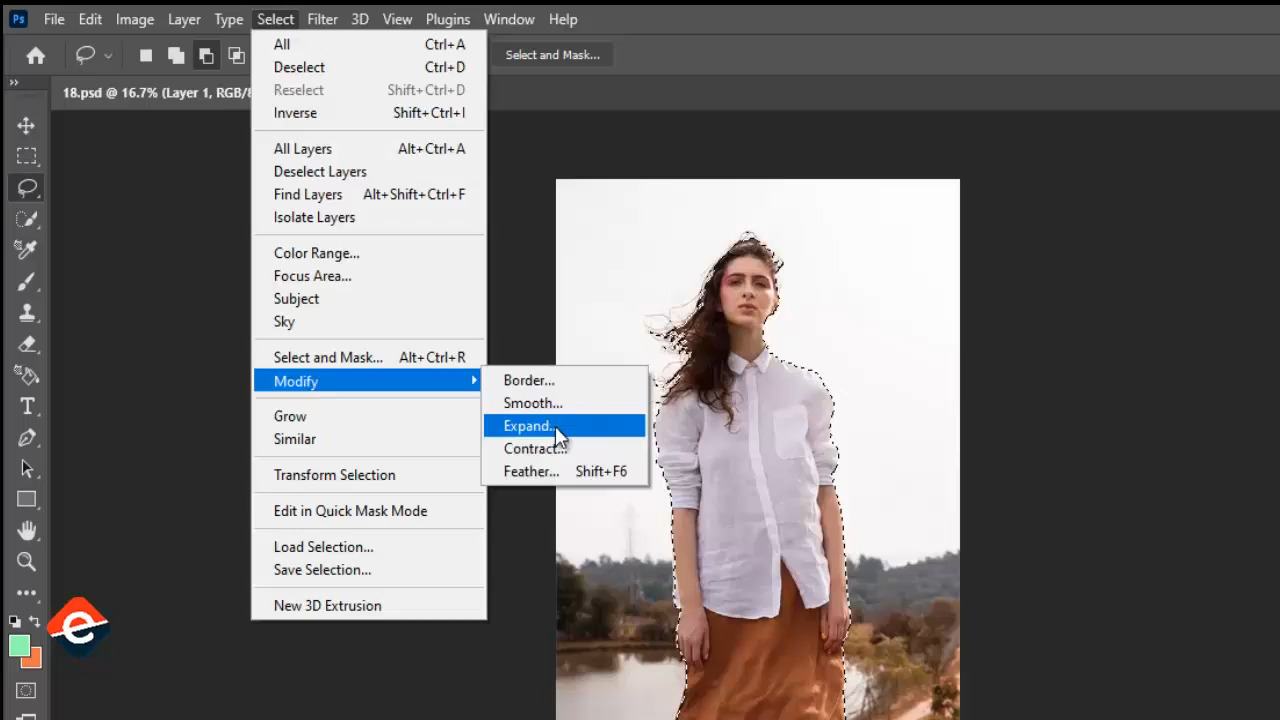 Ps File Edit Image Layer Type Select Filter 3D View Plugins Window Help
Select and Mask...
18.psd @ 16.7% (Layer 1, RGB/8
All Ctrl+A
Deselect Ctrl+D
Reselect Shift+Ctrl+D
Inverse Shift+Ctrl+I
All Layers Alt+Ctrl+A
Deselect Layers
Find Layers Alt+Shift+Ctrl+F
Isolate Layers
Color Range...
Focus Area...
Subject
Sky
Select and Mask... Alt+Ctrl+R
Modify
Border...
Smooth...
Expand...
Contract...
Feather... Shift+F6
Grow
Similar
Transform Selection
Edit in Quick Mask Mode
Load Selection...
Save Selection...
New 3D Extrusion
e